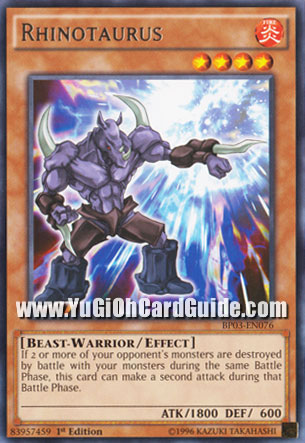 RHINOTAURUS
FIRE
炎
www.YuGiOhCardGuide.com
BP03-EN076
[BEAST-WARRIOR/EFFECT]
If 2 or more of your opponent's monsters are destroyed
by battle with your monsters during the same Battle
Phase, this card can make a second attack during that
Battle Phase.
ATK/1800 DEF/ 600
83957459 1st Edition ©1996 KAZUKI TAKAHASHI